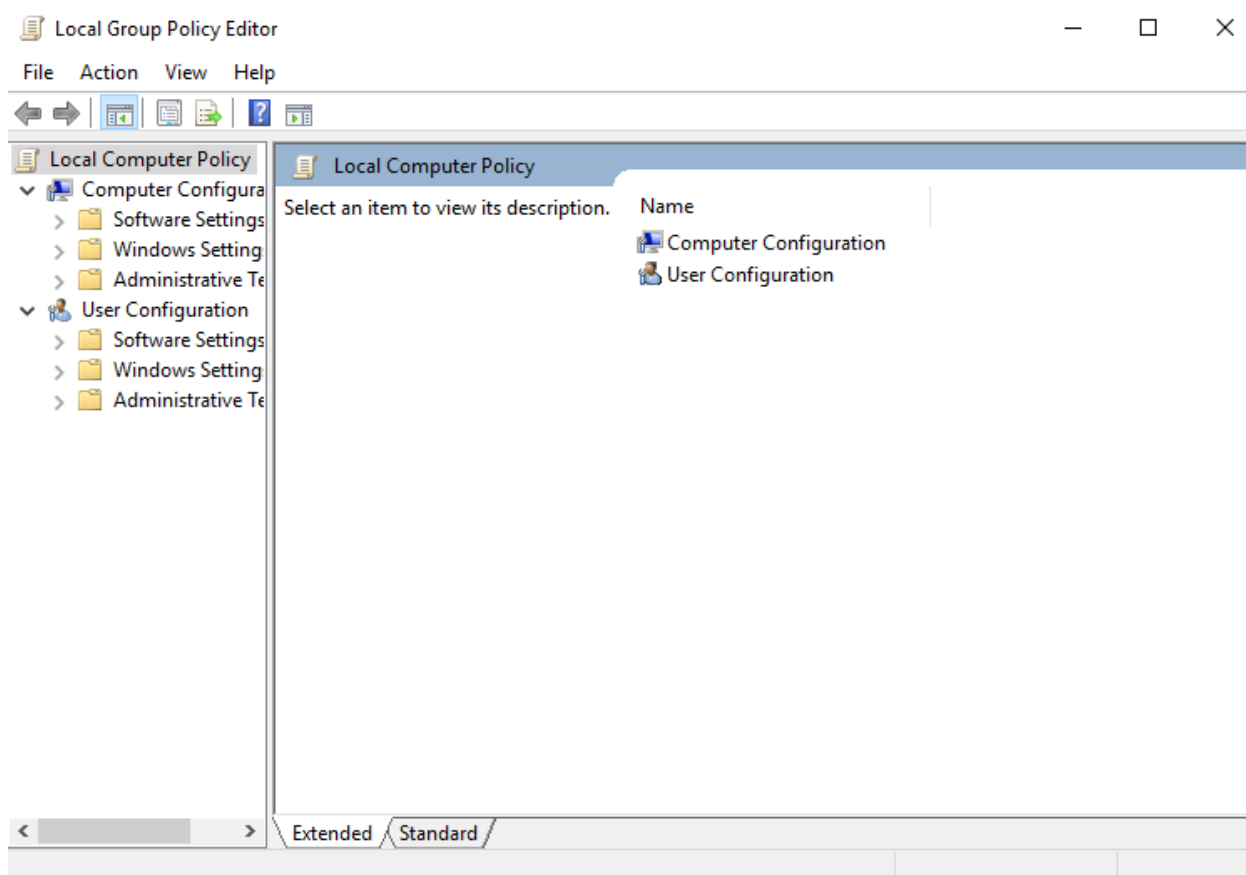 Local Group Policy Editor
File Action View Help
Local Computer Policy
Computer Configura
Software Settings
Windows Setting
Administrative Te
User Configuration
Software Settings
Windows Setting
Administrative Te
Local Computer Policy
Select an item to view its description.
Name
Computer Configuration
User Configuration
Extended Standard